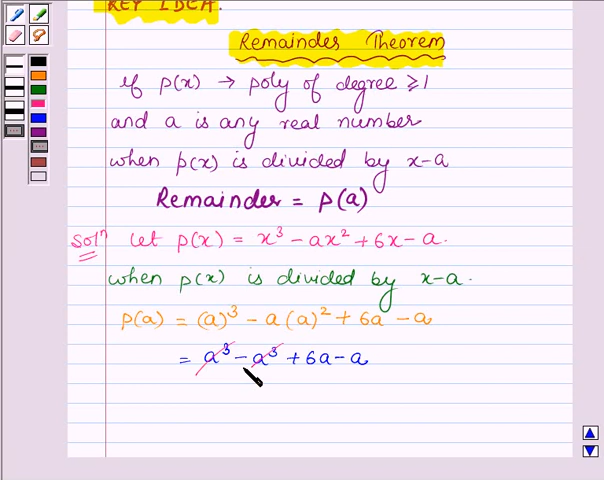 KEY IDEA.
Remainder Theorem
If p(x) → poly of degree ≥ 1
and a is any real number
when p(x) is divided by x-a
Remainder = p(a)
Solⁿ Let p(x) = x³ - ax² + 6x - a.
when p(x) is divided by x-a.
p(a) = (a)³ - a(a)² + 6a - a
= a³ - a³ + 6a - a